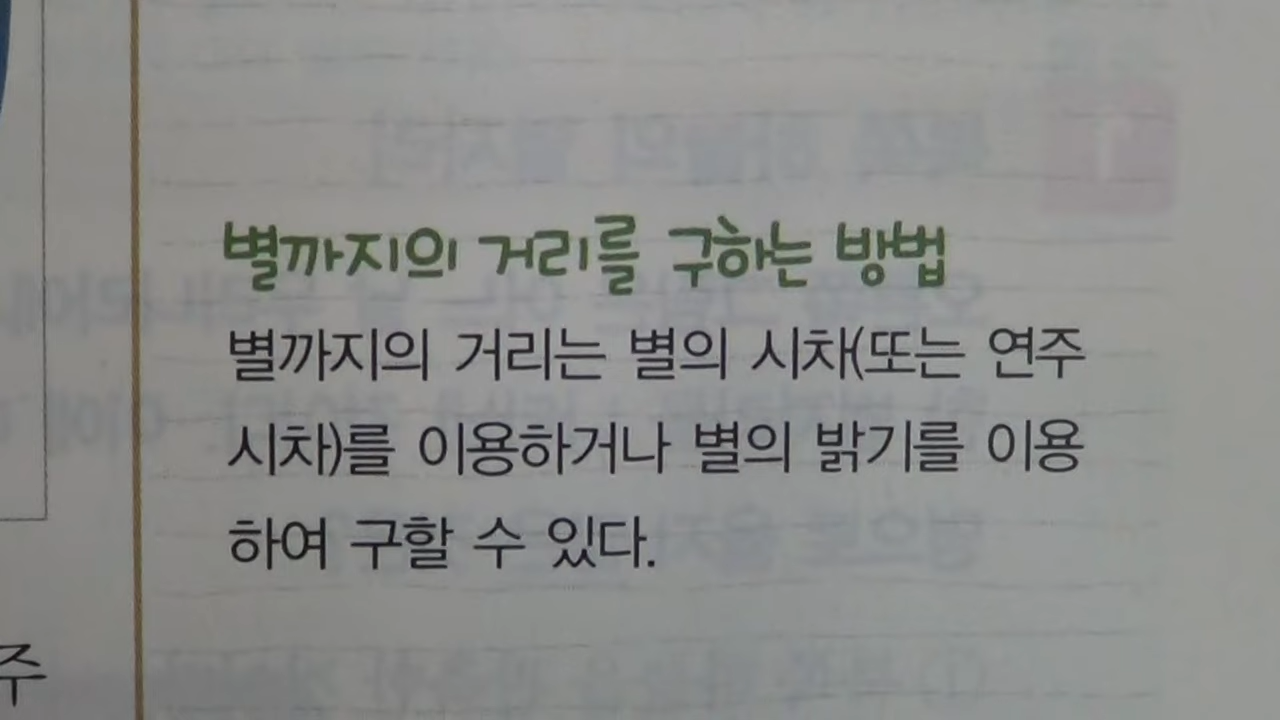 별까지의 거리를 구하는 방법
별까지의 거리는 별의 시차(또는 연주
시차)를 이용하거나 별의 밝기를 이용
하여 구할 수 있다.
주